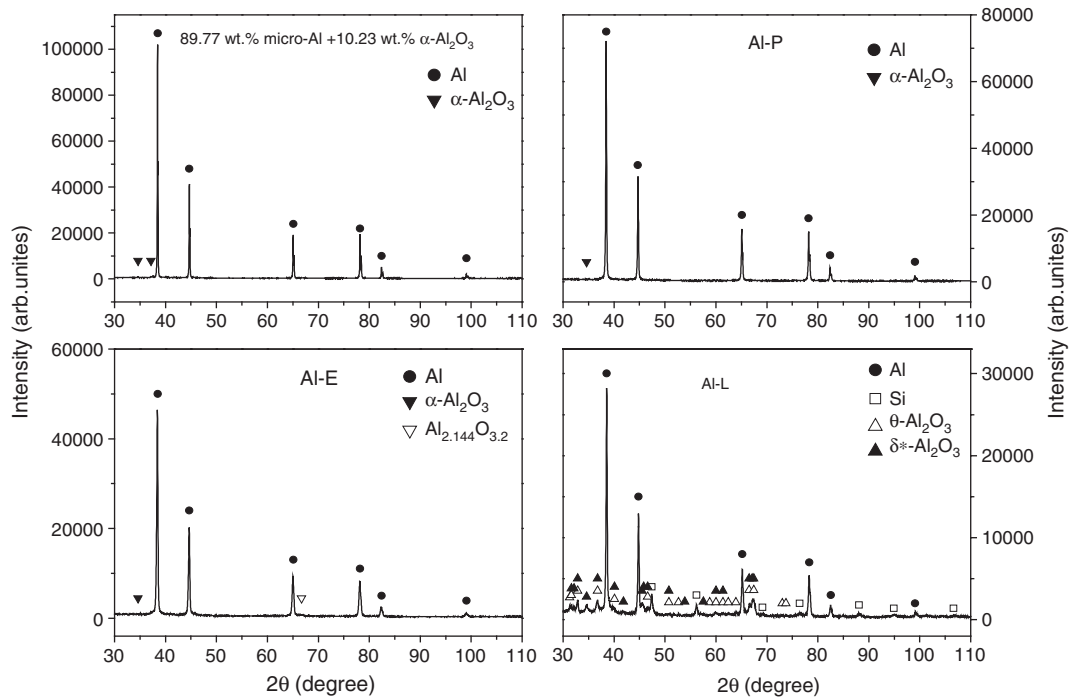 89.77 wt.% micro-Al +10.23 wt.% α-Al₂O₃
Al
α-Al₂O₃
100000
80000
60000
40000
20000
0
30 40 50 60 70 80 90 100 110
Al-P
Al
α-Al₂O₃
80000
60000
40000
20000
0
30 40 50 60 70 80 90 100 110
Intensity (arb.unites)
Intensity (arb.unites)
Al-E
Al
α-Al₂O₃
Al₂.₁₄₄O₃.₂
60000
40000
20000
0
30 40 50 60 70 80 90 100 110
2θ (degree)
Al-L
Al
Si
θ-Al₂O₃
δ*-Al₂O₃
30000
20000
10000
0
30 40 50 60 70 80 90 100 110
2θ (degree)